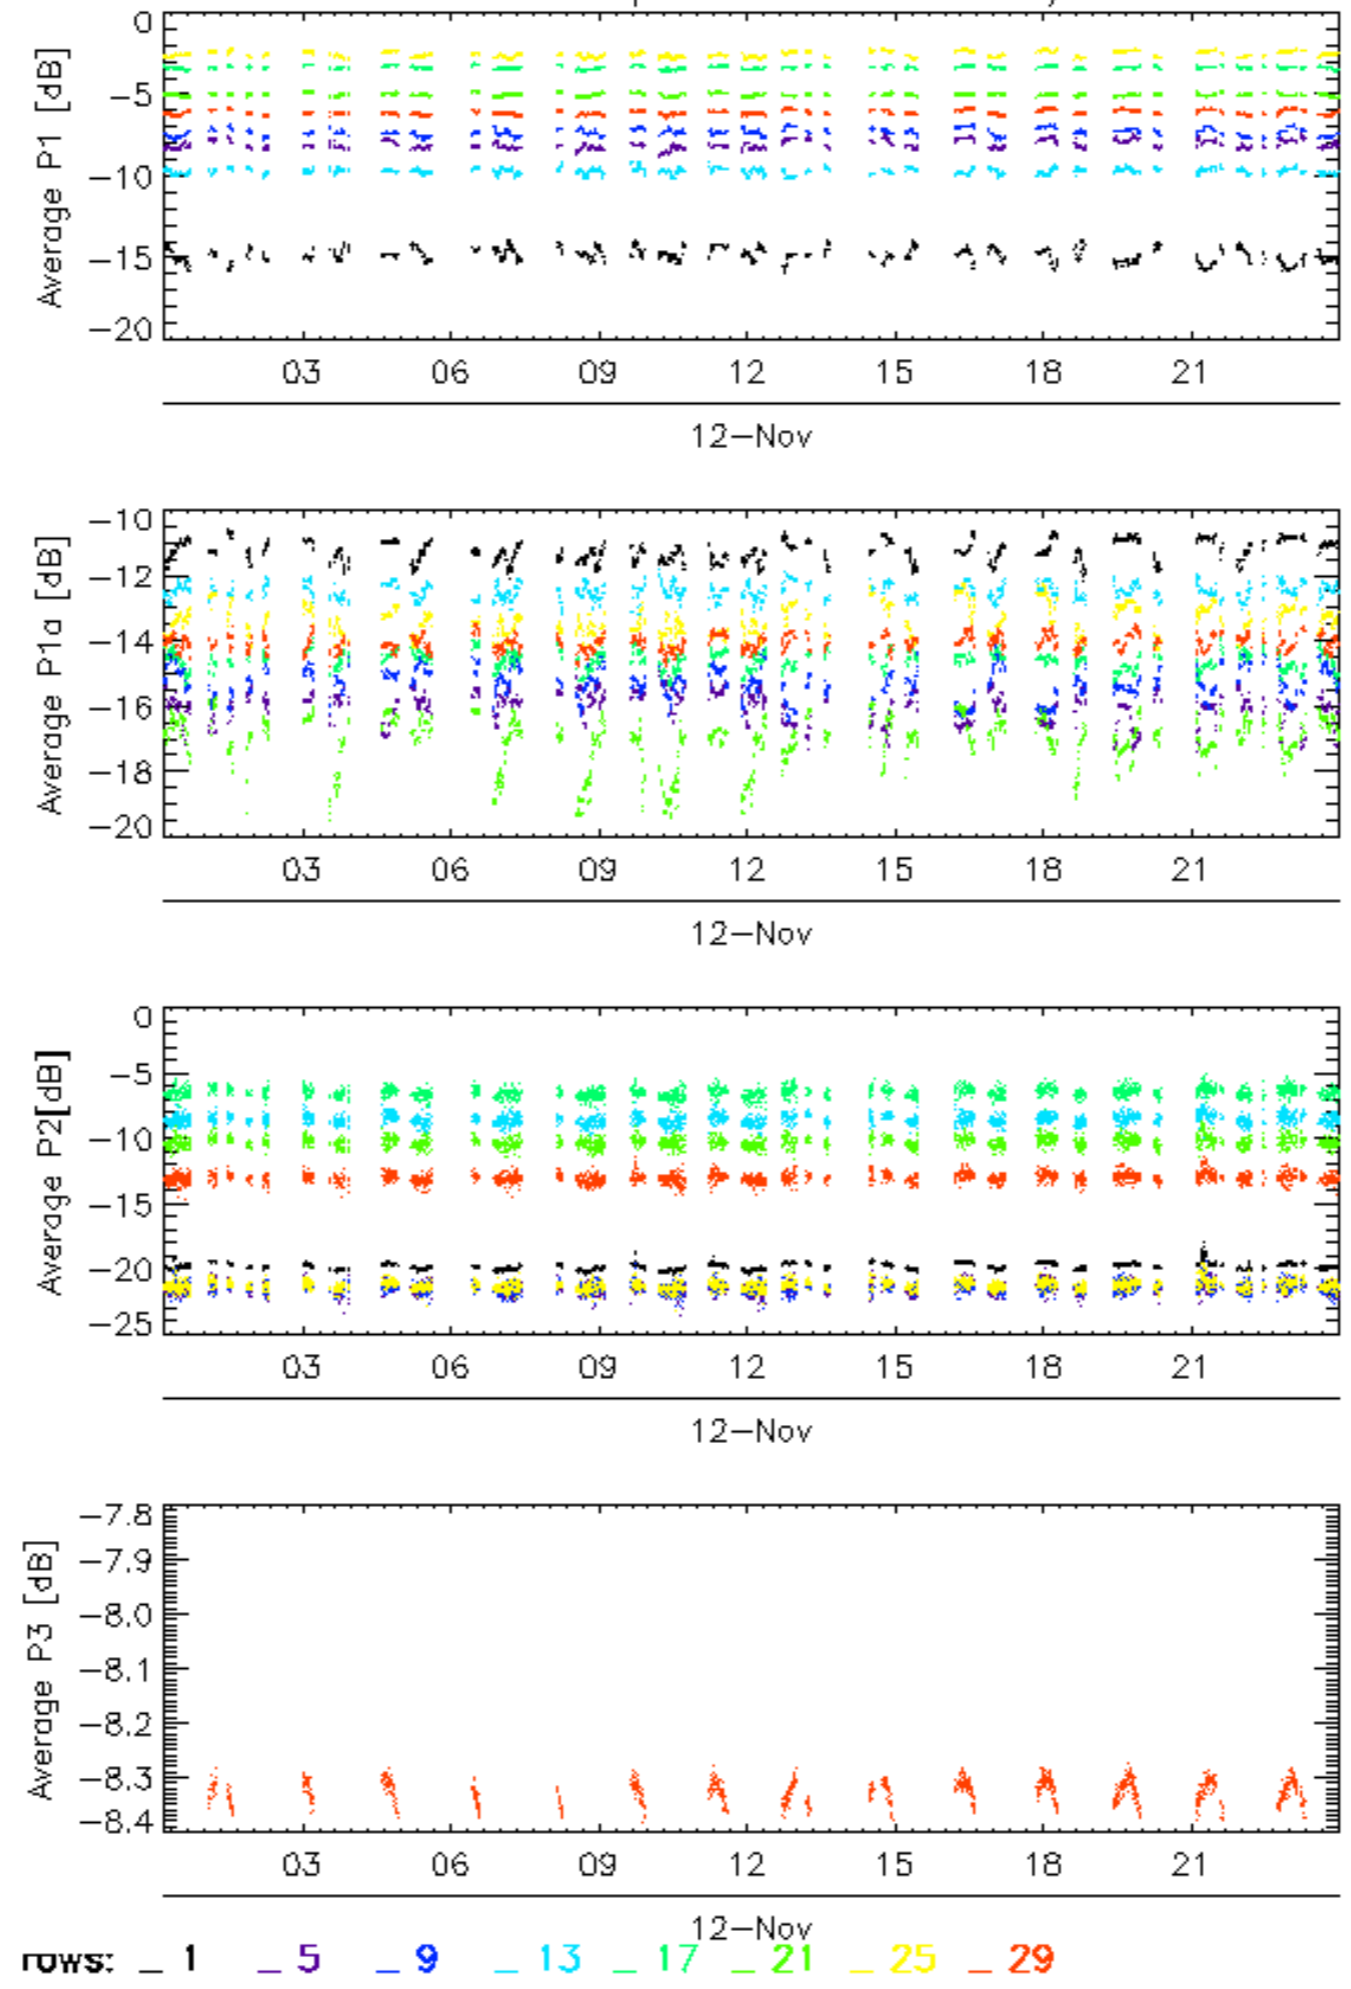 0
−5
−10
−15
−20
Average P1 [dB]
03 06 09 12 15 18 21
12−Nov
−10
−12
−14
−16
−18
−20
Average P1a [dB]
03 06 09 12 15 18 21
12−Nov
0
−5
−10
−15
−20
−25
Average P2[dB]
03 06 09 12 15 18 21
12−Nov
−7.8
−7.9
−8.0
−8.1
−8.2
−8.3
−8.4
Average P3 [dB]
03 06 09 12 15 18 21
12−Nov
rows: _ 1 _ 5 _ 9 _ 13 _ 17 _ 21 _ 25 _ 29